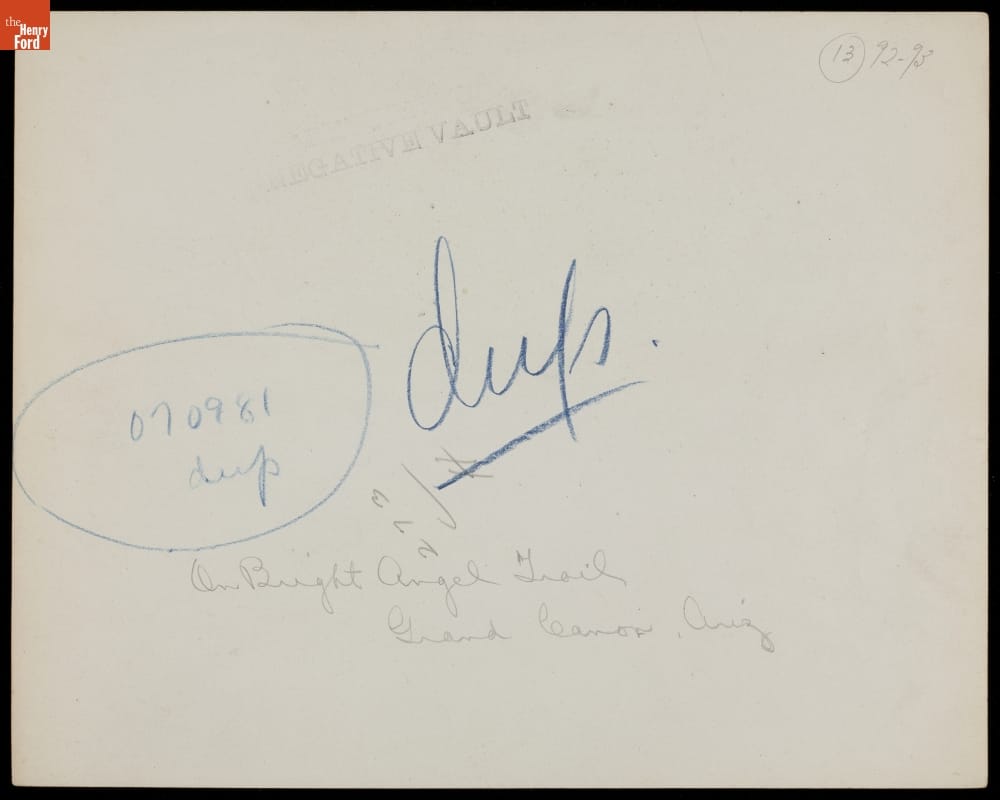 the
Henry
Ford
13 92-93
NEGATIVE VAULT
dup.
070981
dup
On Bright Angel Trail
Grand Canon, Ariz